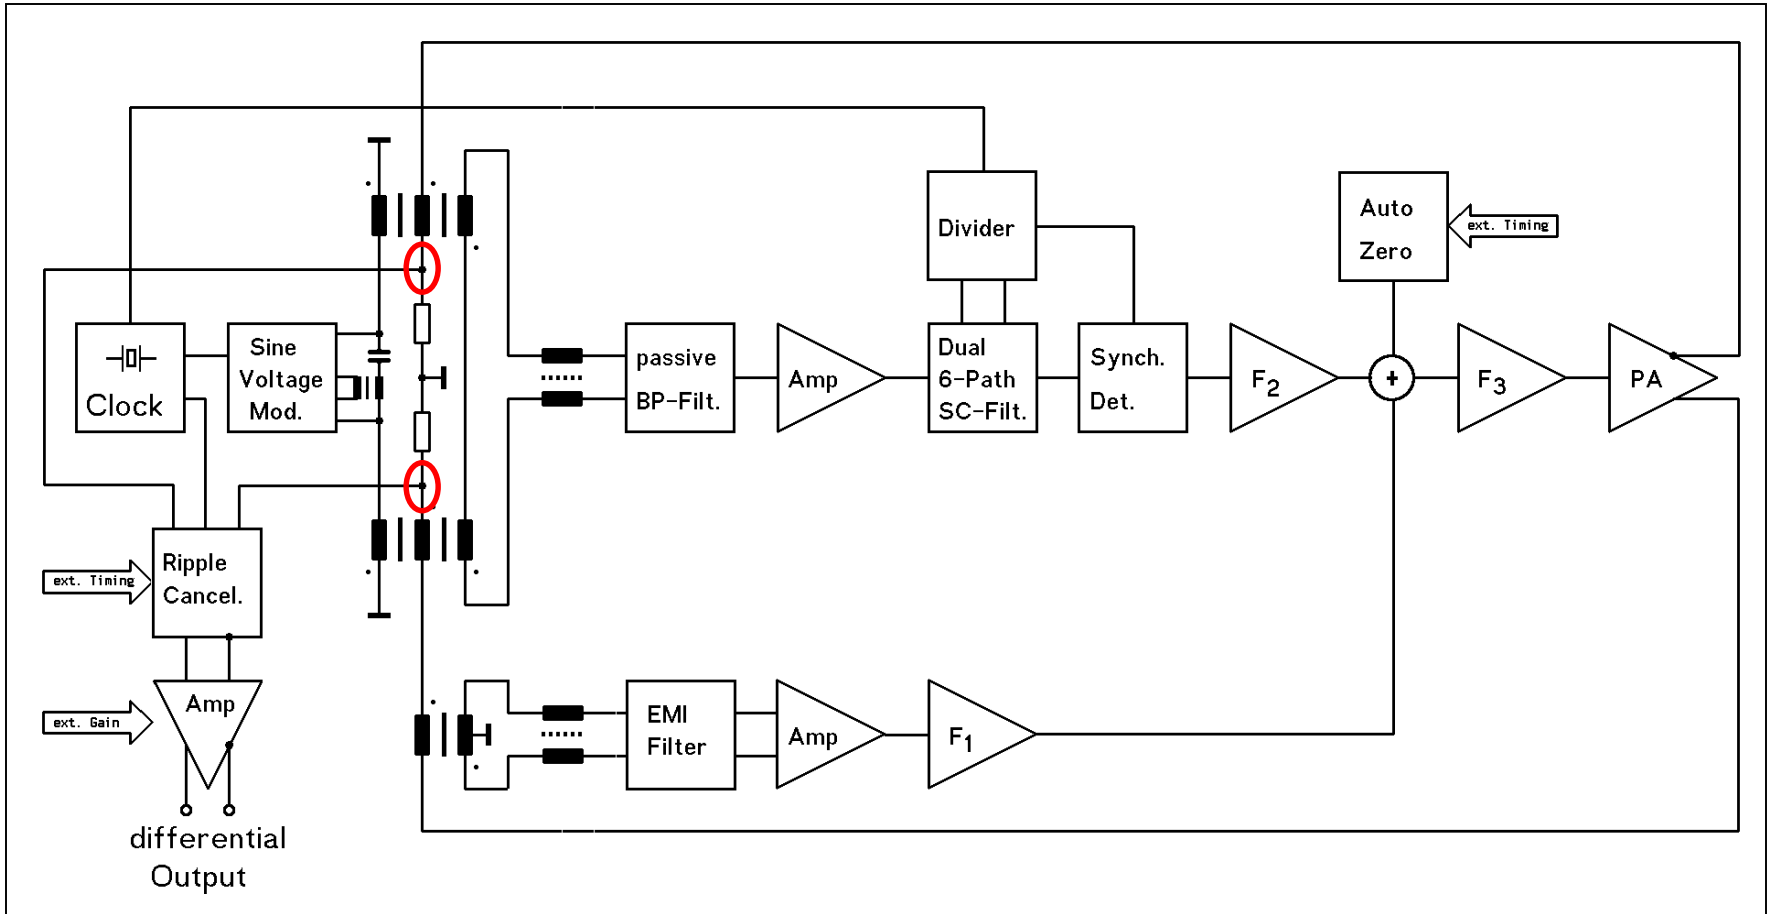 Divider
Auto
Zero
ext. Timing
Clock
Sine
Voltage
Mod.
passive
BP-Filt.
Amp
Dual
6-Path
SC-Filt.
Synch.
Det.
F2
+
F3
PA
ext. Timing
Ripple
Cancel.
ext. Gain
Amp
EMI
Filter
Amp
F1
differential
Output